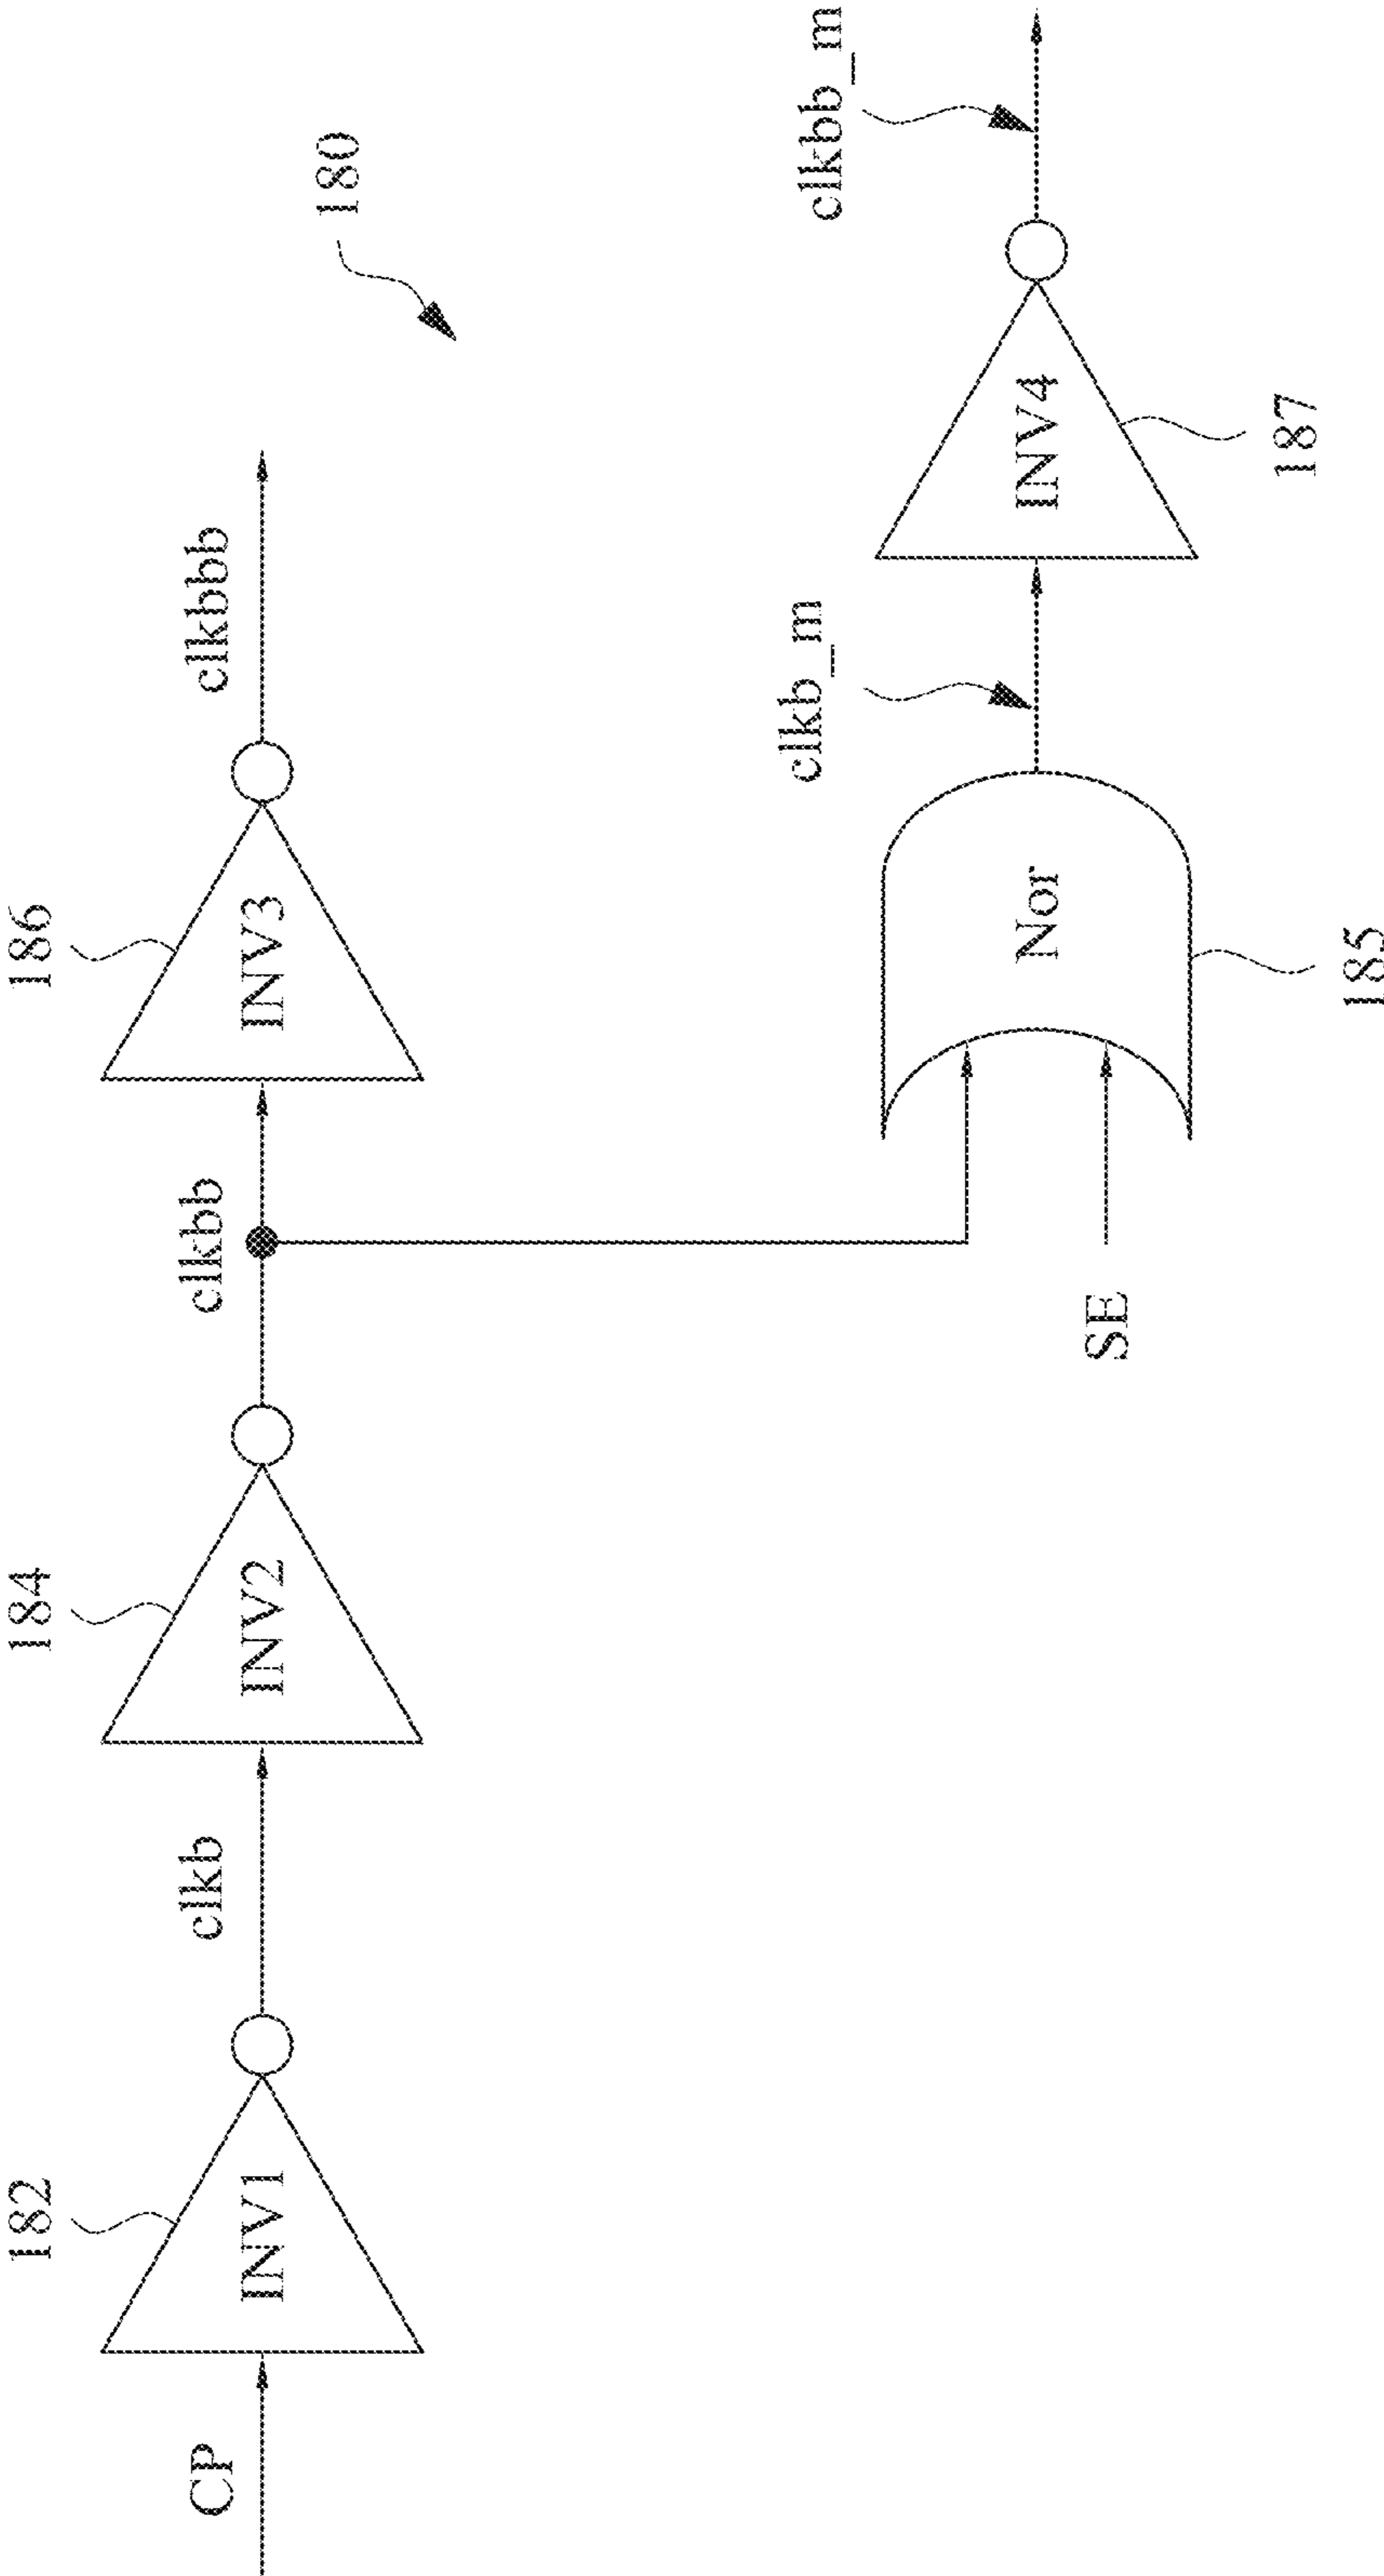 182
184
186
CP
INV1
clkb
INV2
clkbb
INV3
clkbbb
180
SE
Nor
185
clkb_m
INV4
187
clkbb_m